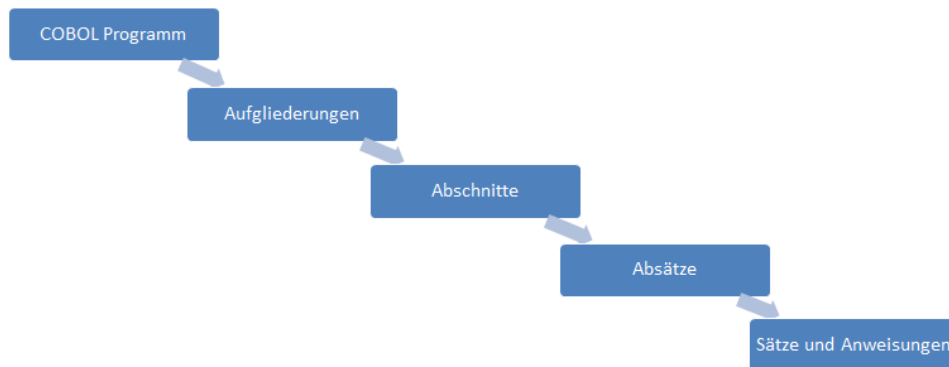 COBOL Programm
Aufgliederungen
Abschnitte
Absätze
Sätze und Anweisungen